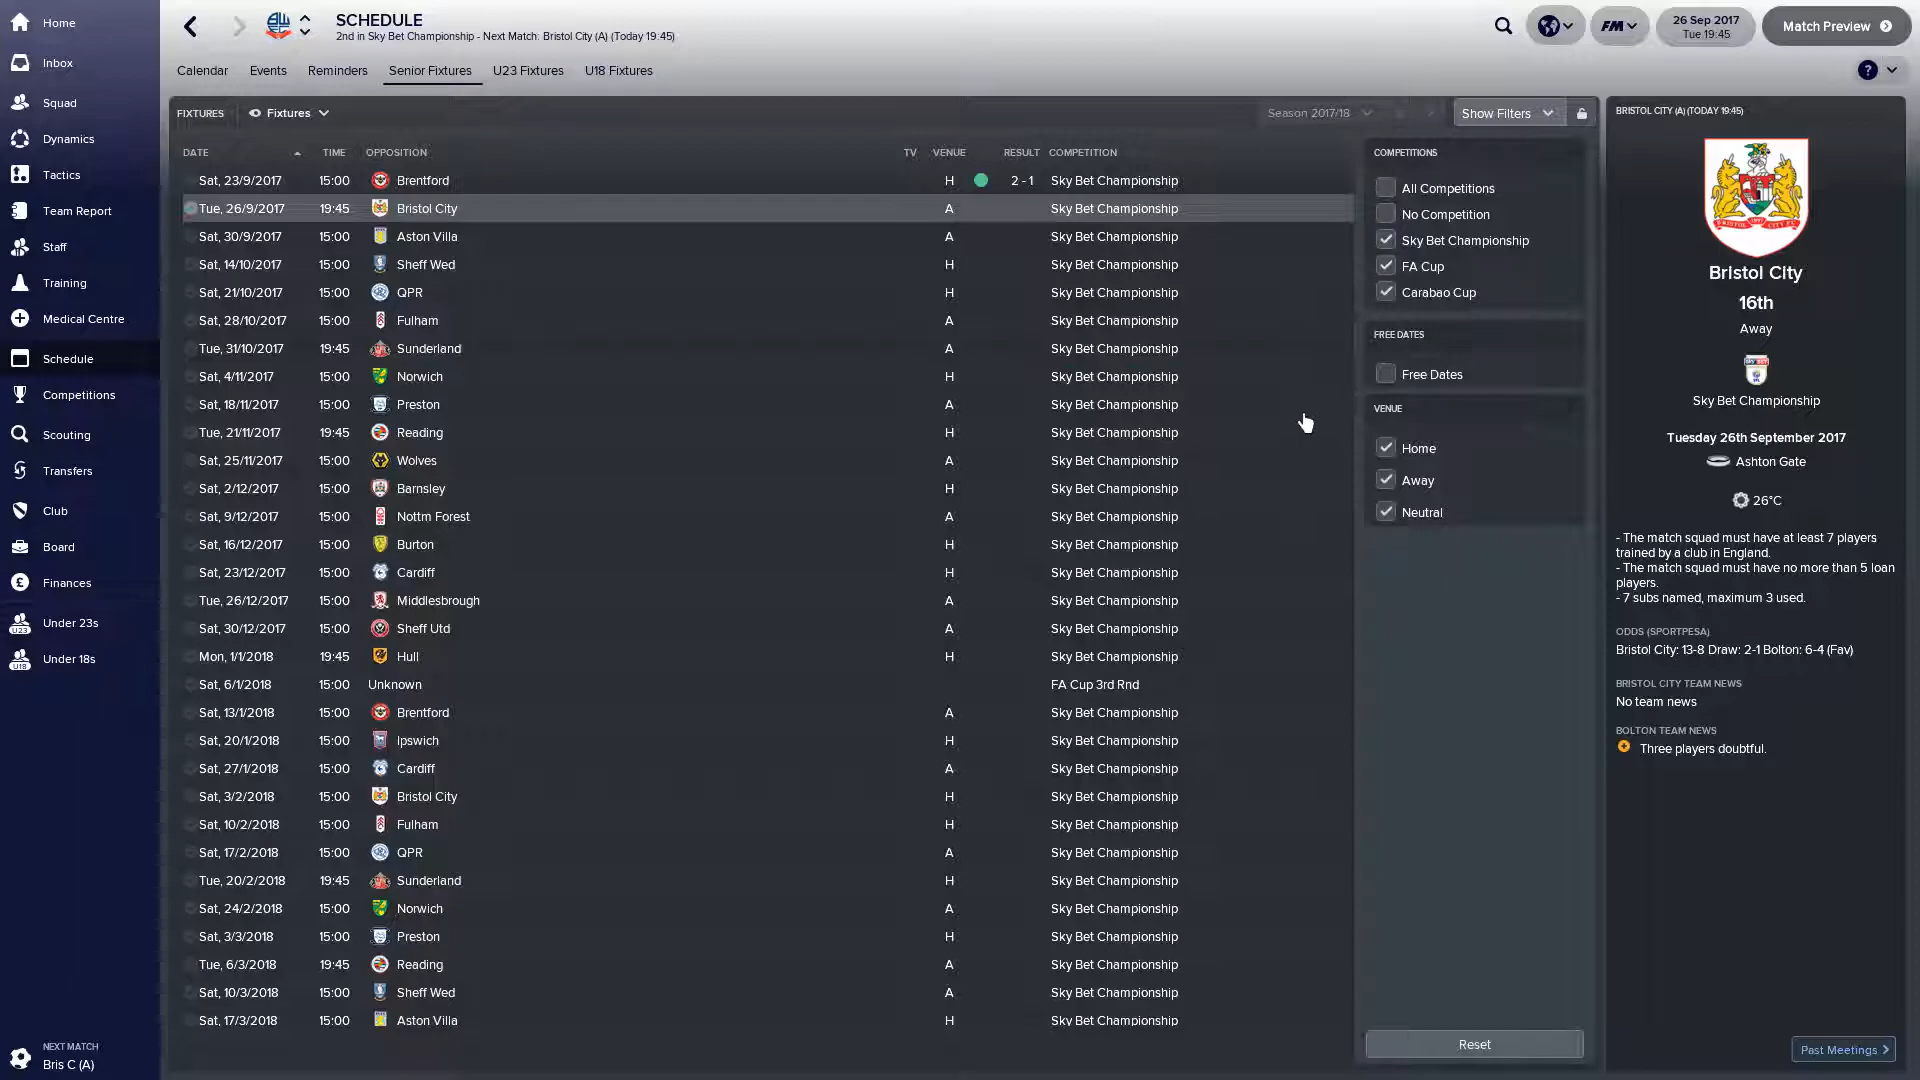 Home
Inbox
Squad
Dynamics
Tactics
Team Report
Staff
Training
Medical Centre
Schedule
Competitions
Scouting
Transfers
Club
Board
Finances
U23 Under 23s
U18 Under 18s
NEXT MATCH
Bris C (A)
SCHEDULE
2nd in Sky Bet Championship - Next Match: Bristol City (A) (Today 19:45)
FM
26 Sep 2017
Tue 19:45
Match Preview
Calendar Events Reminders Senior Fixtures U23 Fixtures U18 Fixtures
?
FIXTURES Fixtures Season 2017/18 Show Filters
DATE TIME OPPOSITION TV VENUE RESULT COMPETITION
Sat, 23/9/2017 15:00 Brentford H 2 - 1 Sky Bet Championship
Tue, 26/9/2017 19:45 Bristol City A Sky Bet Championship
Sat, 30/9/2017 15:00 Aston Villa A Sky Bet Championship
Sat, 14/10/2017 15:00 Sheff Wed H Sky Bet Championship
Sat, 21/10/2017 15:00 QPR H Sky Bet Championship
Sat, 28/10/2017 15:00 Fulham A Sky Bet Championship
Tue, 31/10/2017 19:45 Sunderland A Sky Bet Championship
Sat, 4/11/2017 15:00 Norwich H Sky Bet Championship
Sat, 18/11/2017 15:00 Preston A Sky Bet Championship
Tue, 21/11/2017 19:45 Reading H Sky Bet Championship
Sat, 25/11/2017 15:00 Wolves A Sky Bet Championship
Sat, 2/12/2017 15:00 Barnsley H Sky Bet Championship
Sat, 9/12/2017 15:00 Nottm Forest A Sky Bet Championship
Sat, 16/12/2017 15:00 Burton H Sky Bet Championship
Sat, 23/12/2017 15:00 Cardiff H Sky Bet Championship
Tue, 26/12/2017 15:00 Middlesbrough A Sky Bet Championship
Sat, 30/12/2017 15:00 Sheff Utd A Sky Bet Championship
Mon, 1/1/2018 19:45 Hull H Sky Bet Championship
Sat, 6/1/2018 15:00 Unknown FA Cup 3rd Rnd
Sat, 13/1/2018 15:00 Brentford A Sky Bet Championship
Sat, 20/1/2018 15:00 Ipswich H Sky Bet Championship
Sat, 27/1/2018 15:00 Cardiff A Sky Bet Championship
Sat, 3/2/2018 15:00 Bristol City H Sky Bet Championship
Sat, 10/2/2018 15:00 Fulham H Sky Bet Championship
Sat, 17/2/2018 15:00 QPR A Sky Bet Championship
Tue, 20/2/2018 19:45 Sunderland H Sky Bet Championship
Sat, 24/2/2018 15:00 Norwich A Sky Bet Championship
Sat, 3/3/2018 15:00 Preston H Sky Bet Championship
Tue, 6/3/2018 19:45 Reading A Sky Bet Championship
Sat, 10/3/2018 15:00 Sheff Wed A Sky Bet Championship
Sat, 17/3/2018 15:00 Aston Villa H Sky Bet Championship
COMPETITIONS
All Competitions
No Competition
Sky Bet Championship
FA Cup
Carabao Cup
FREE DATES
Free Dates
VENUE
Home
Away
Neutral
Reset
BRISTOL CITY (A) (TODAY 19:45)
BRISTOL 1897 CITY FC
Bristol City
16th
Away
SKY BET
EFL
Sky Bet Championship
Tuesday 26th September 2017
Ashton Gate
26°C
- The match squad must have at least 7 players
trained by a club in England.
- The match squad must have no more than 5 loan
players.
- 7 subs named, maximum 3 used.
ODDS (SPORTPESA)
Bristol City: 13-8 Draw: 2-1 Bolton: 6-4 (Fav)
BRISTOL CITY TEAM NEWS
No team news
BOLTON TEAM NEWS
Three players doubtful.
Past Meetings